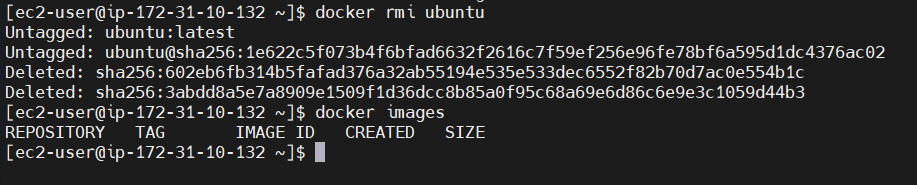 [ec2-user@ip-172-31-10-132 ~]$ docker rmi ubuntu
Untagged: ubuntu:latest
Untagged: ubuntu@sha256:1e622c5f073b4f6bfad6632f2616c7f59ef256e96fe78bf6a595d1dc4376ac02
Deleted: sha256:602eb6fb314b5fafad376a32ab55194e535e533dec6552f82b70d7ac0e554b1c
Deleted: sha256:3abdd8a5e7a8909e1509f1d36dcc8b85a0f95c68a69e6d86c6e9e3c1059d44b3
[ec2-user@ip-172-31-10-132 ~]$ docker images
REPOSITORY   TAG       IMAGE ID   CREATED   SIZE
[ec2-user@ip-172-31-10-132 ~]$